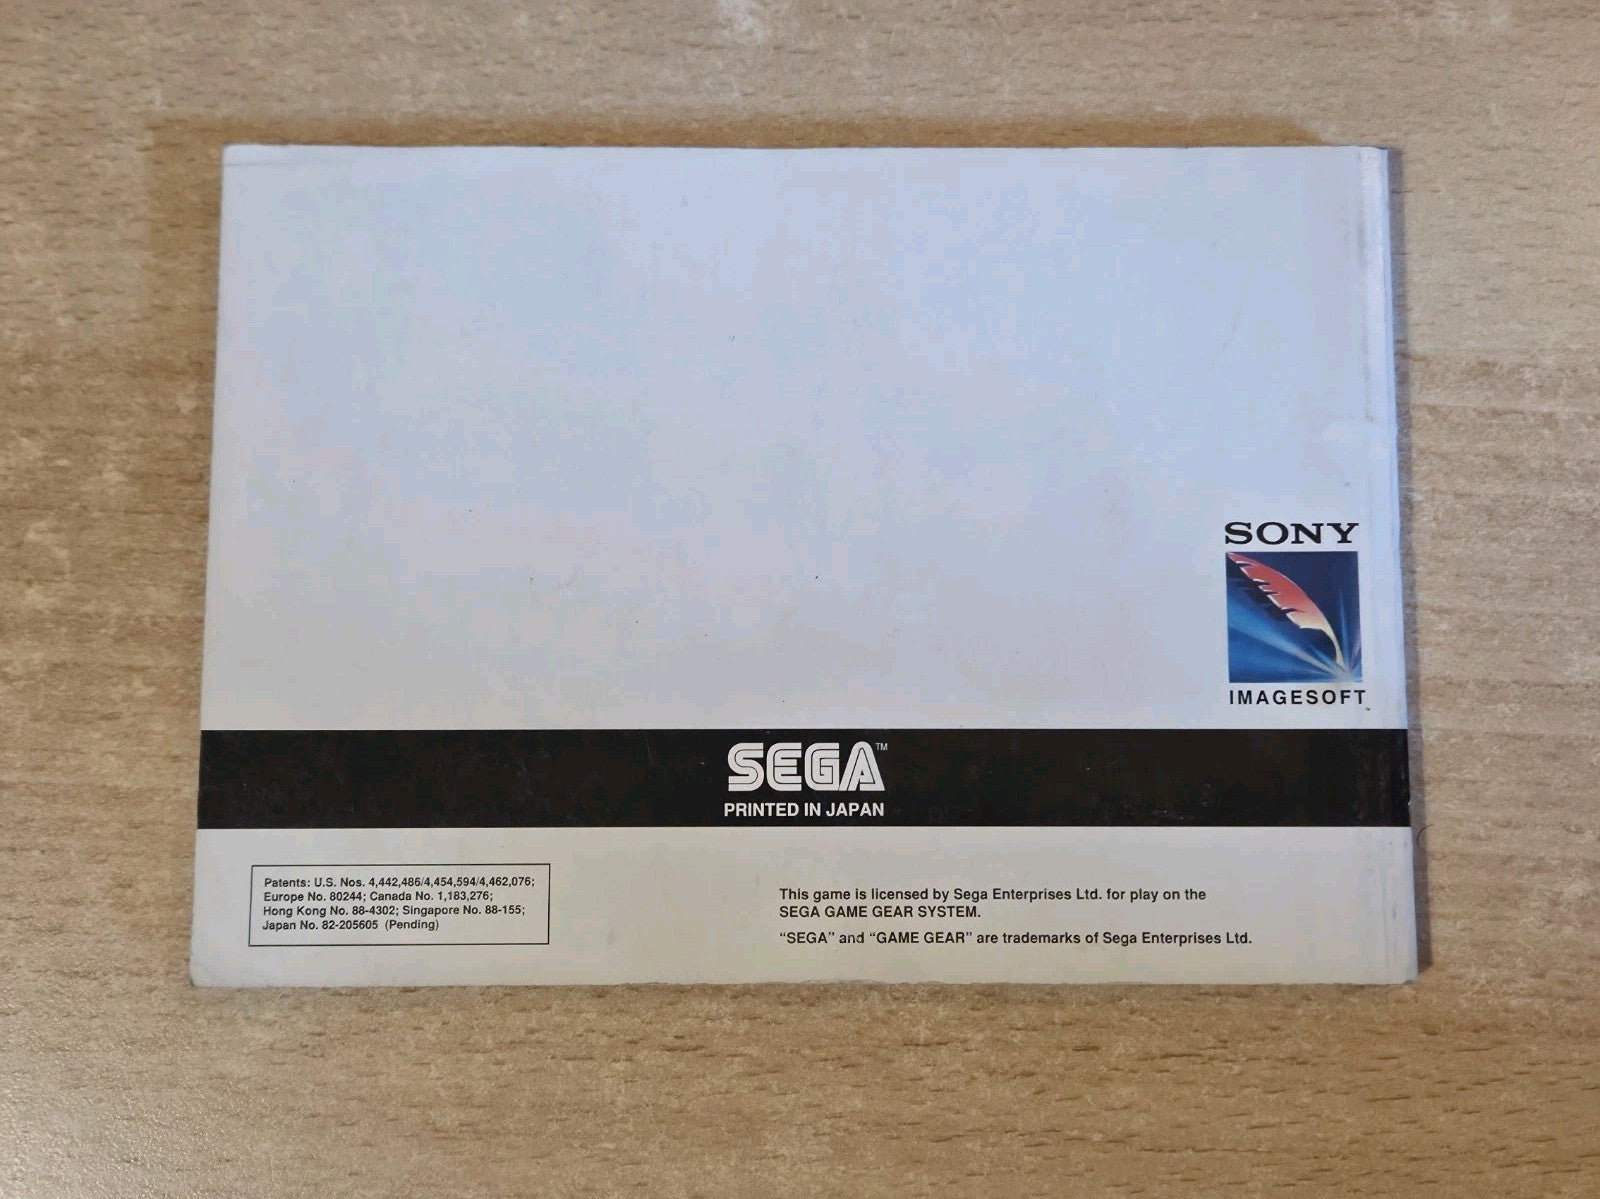 SONY
IMAGESOFT
SEGA™
PRINTED IN JAPAN
Patents: U.S. Nos. 4,442,486/4,454,594/4,462,076;
Europe No. 80244; Canada No. 1,183,276;
Hong Kong No. 88-4302; Singapore No. 88-155;
Japan No. 82-205605 (Pending)
This game is licensed by Sega Enterprises Ltd. for play on the
SEGA GAME GEAR SYSTEM.
“SEGA” and “GAME GEAR” are trademarks of Sega Enterprises Ltd.